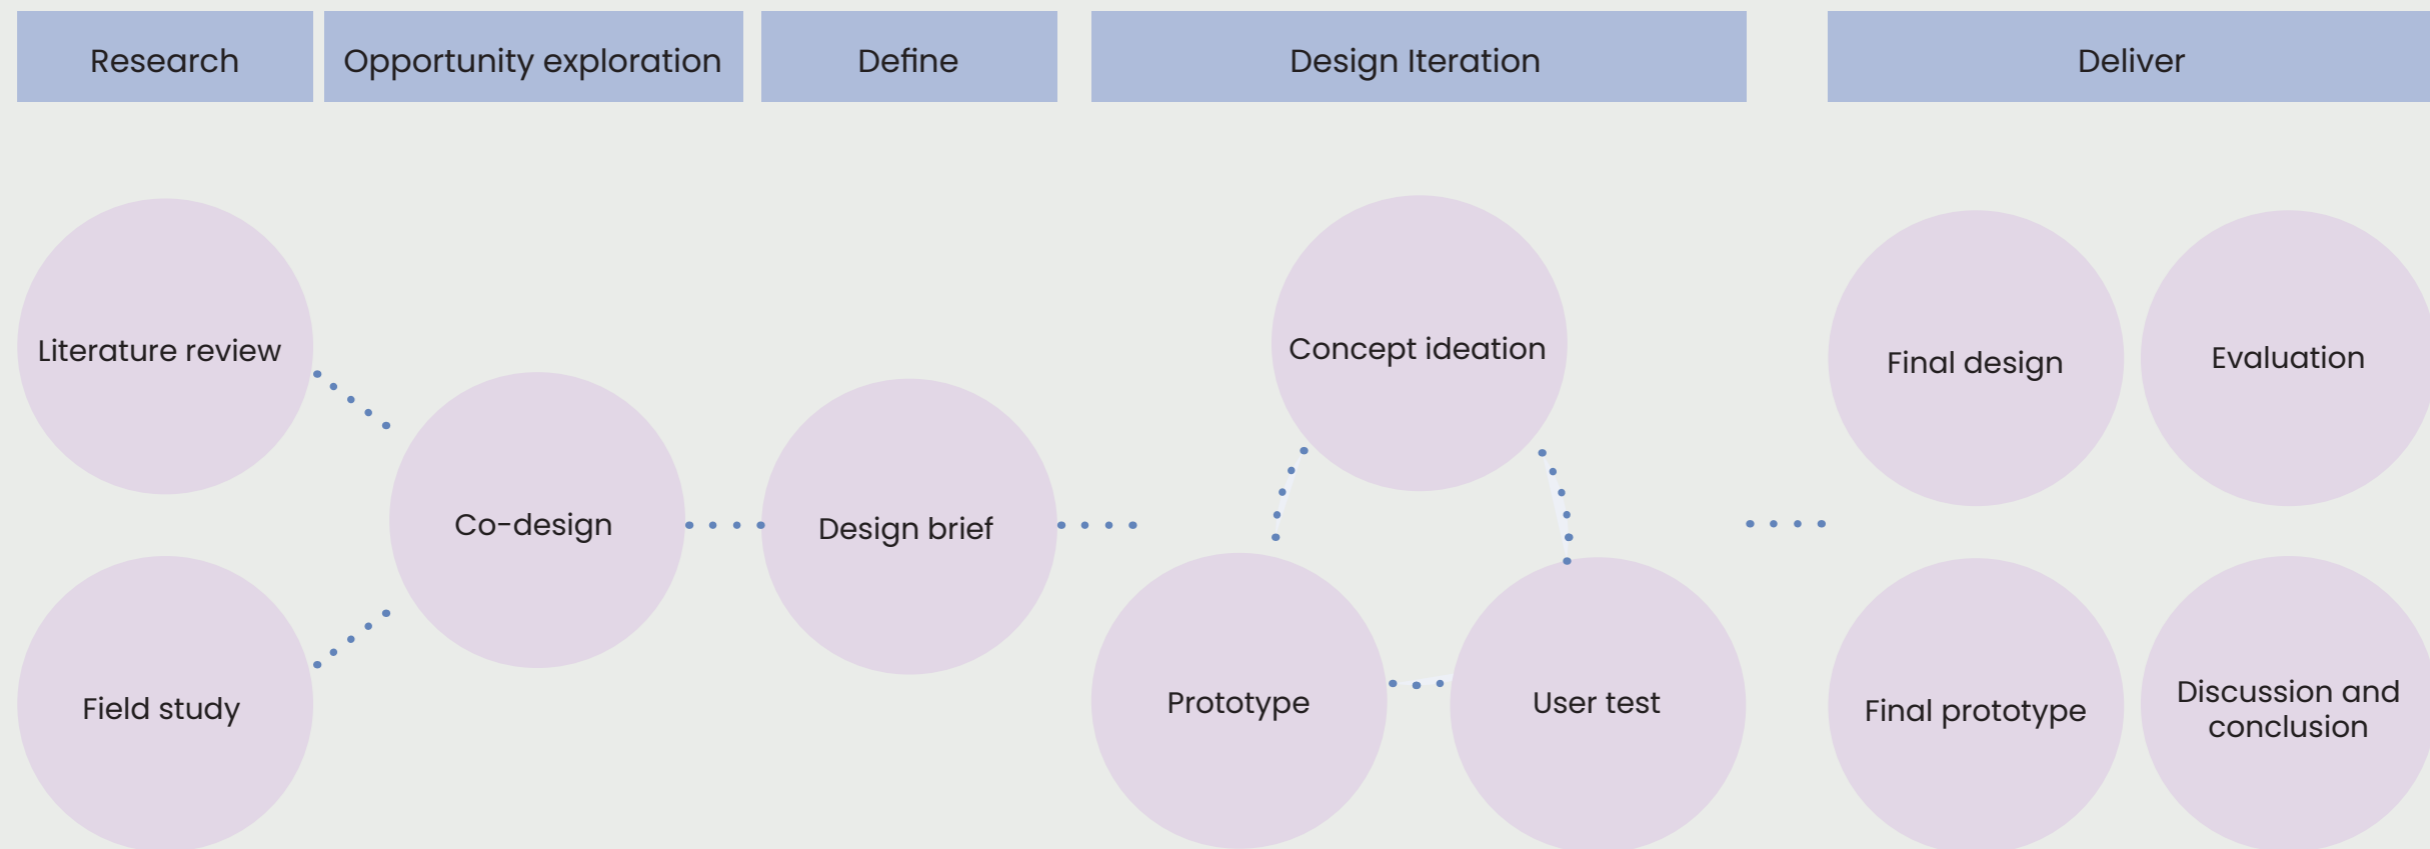 Research
Opportunity exploration
Define
Design Iteration
Deliver
Literature review
Field study
Co-design
Design brief
Concept ideation
Prototype
User test
Final design
Evaluation
Final prototype
Discussion and
conclusion